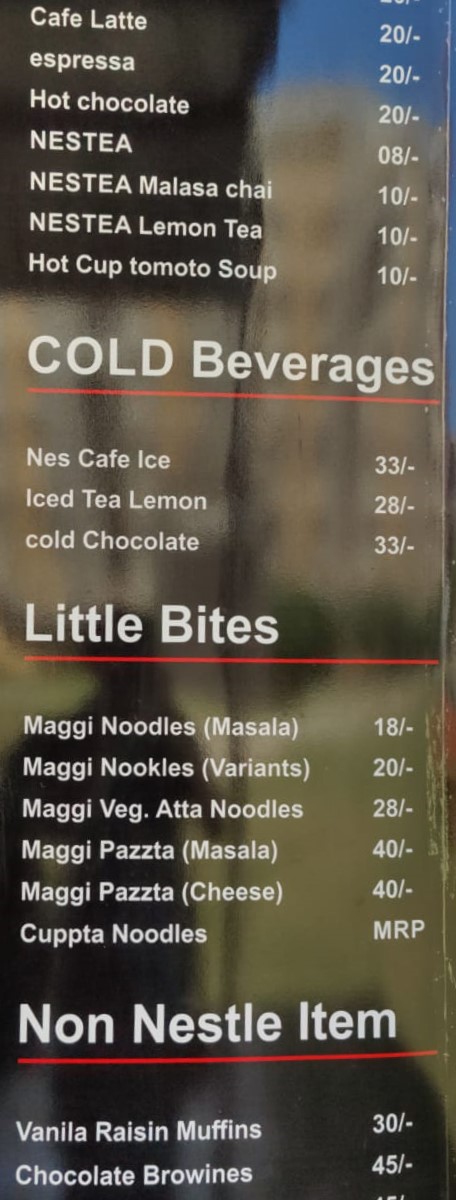 Cafe Latte 20/-
espressa 20/-
Hot chocolate 20/-
NESTEA 08/-
NESTEA Malasa chai 10/-
NESTEA Lemon Tea 10/-
Hot Cup tomoto Soup 10/-
COLD Beverages
Nes Cafe Ice 33/-
Iced Tea Lemon 28/-
cold Chocolate 33/-
Little Bites
Maggi Noodles (Masala) 18/-
Maggi Nookles (Variants) 20/-
Maggi Veg. Atta Noodles 28/-
Maggi Pazzta (Masala) 40/-
Maggi Pazzta (Cheese) 40/-
Cuppta Noodles MRP
Non Nestle Item
Vanila Raisin Muffins 30/-
Chocolate Browines 45/-